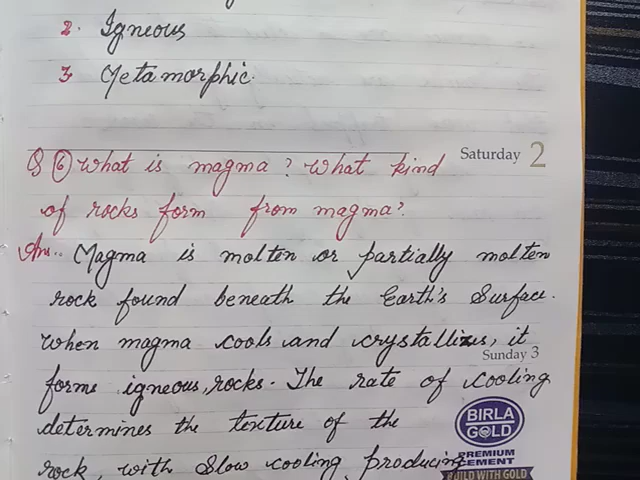 2. Igneous
3. Metamorphic.
Saturday 2
Q 6 What is magma? What kind
of rocks form from magma?
Ans.. Magma is molten or partially molten
rock found beneath the Earth's Surface.
When magma cools and crystallizes, it
Sunday 3
forms igneous, rocks. The rate of cooling
determines the texture of the
rock, with slow cooling producing
BIRLA
GOLD
PREMIUM
CEMENT
BUILD WITH GOLD